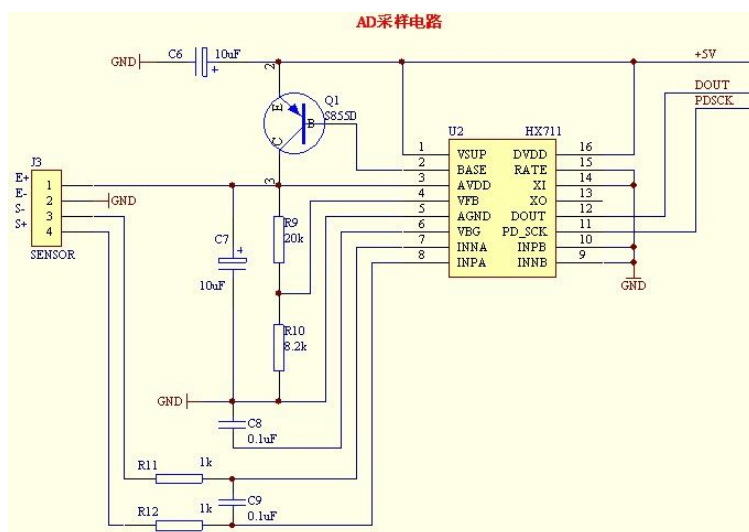 AD采样电路
GND
C6
10uF
+
2
+5V
DOUT
PDSCK
E
Q1
S855D
B
C
3
U2
HX711
1
VSUP
DVDD
16
2
BASE
RATE
15
3
AVDD
XI
14
4
VFB
XO
13
5
AGND
DOUT
12
6
VBG
PD_SCK
11
7
INNA
INPB
10
8
INPA
INNB
9
GND
J3
E+
1
E-
2
GND
S-
3
S+
4
SENSOR
C7
+
10uF
R9
20k
R10
8.2k
GND
C8
0.1uF
R11
1k
R12
1k
C9
0.1uF